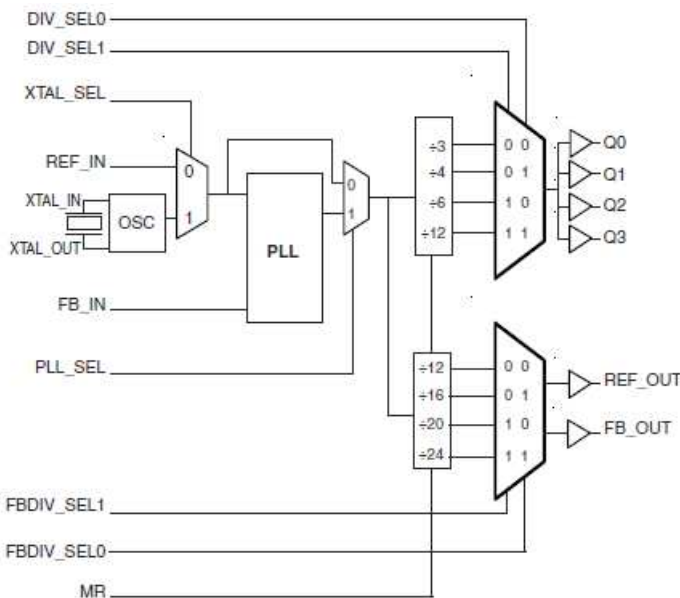 DIV_SEL0
DIV_SEL1
XTAL_SEL
REF_IN
XTAL_IN
OSC
XTAL_OUT
0
1
PLL
0
1
FB_IN
PLL_SEL
÷3
÷4
÷6
÷12
0 0
0 1
1 0
1 1
Q0
Q1
Q2
Q3
÷12
÷16
÷20
÷24
0 0
0 1
1 0
1 1
REF_OUT
FB_OUT
FBDIV_SEL1
FBDIV_SEL0
MR